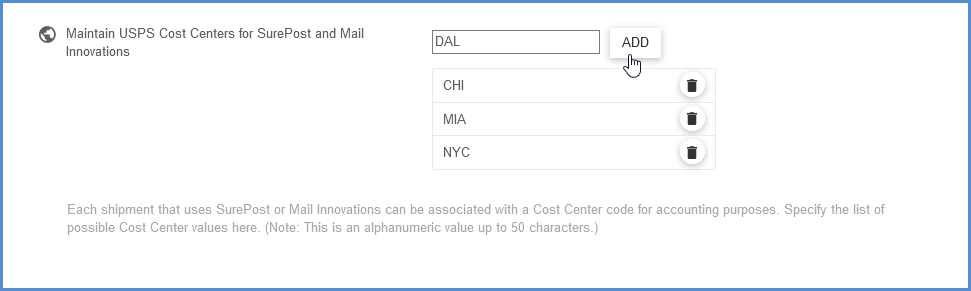 Maintain USPS Cost Centers for SurePost and Mail
Innovations
DAL
ADD
CHI
MIA
NYC
Each shipment that uses SurePost or Mail Innovations can be associated with a Cost Center code for accounting purposes. Specify the list of
possible Cost Center values here. (Note: This is an alphanumeric value up to 50 characters.)